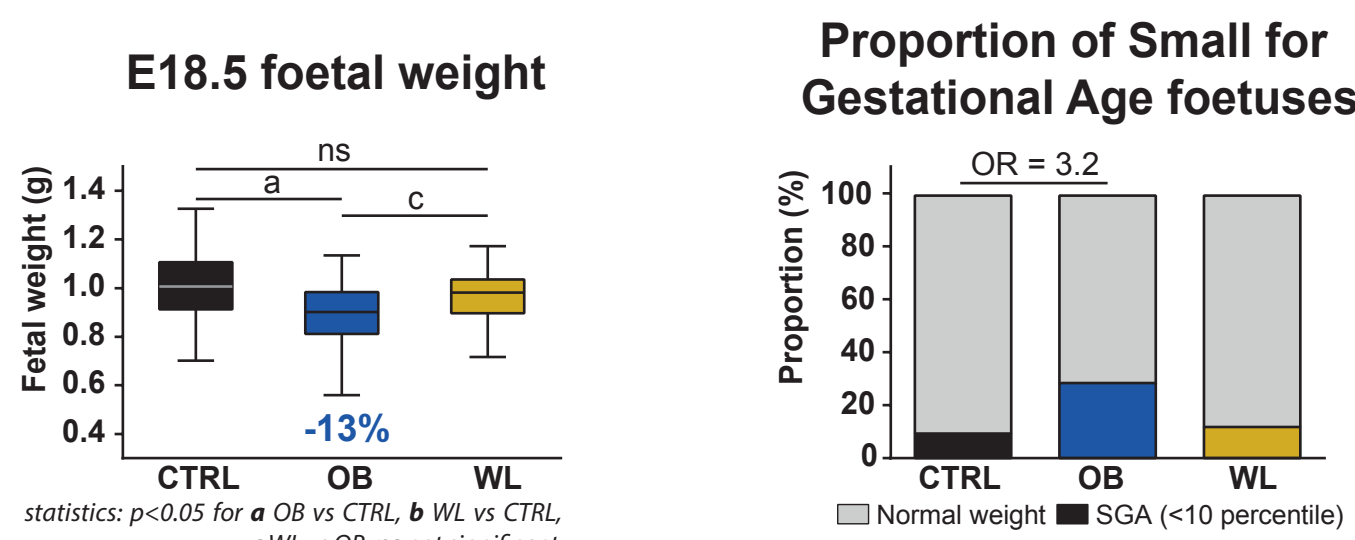 E18.5 foetal weight
Fetal weight (g)
1.4
1.2
1.0
0.8
0.6
0.4
ns
a
c
-13%
CTRL OB WL
statistics: p<0.05 for a OB vs CTRL, b WL vs CTRL,
Proportion of Small for
Gestational Age foetuses
Proportion (%)
100
80
60
40
20
0
OR = 3.2
CTRL OB WL
Normal weight SGA (<10 percentile)